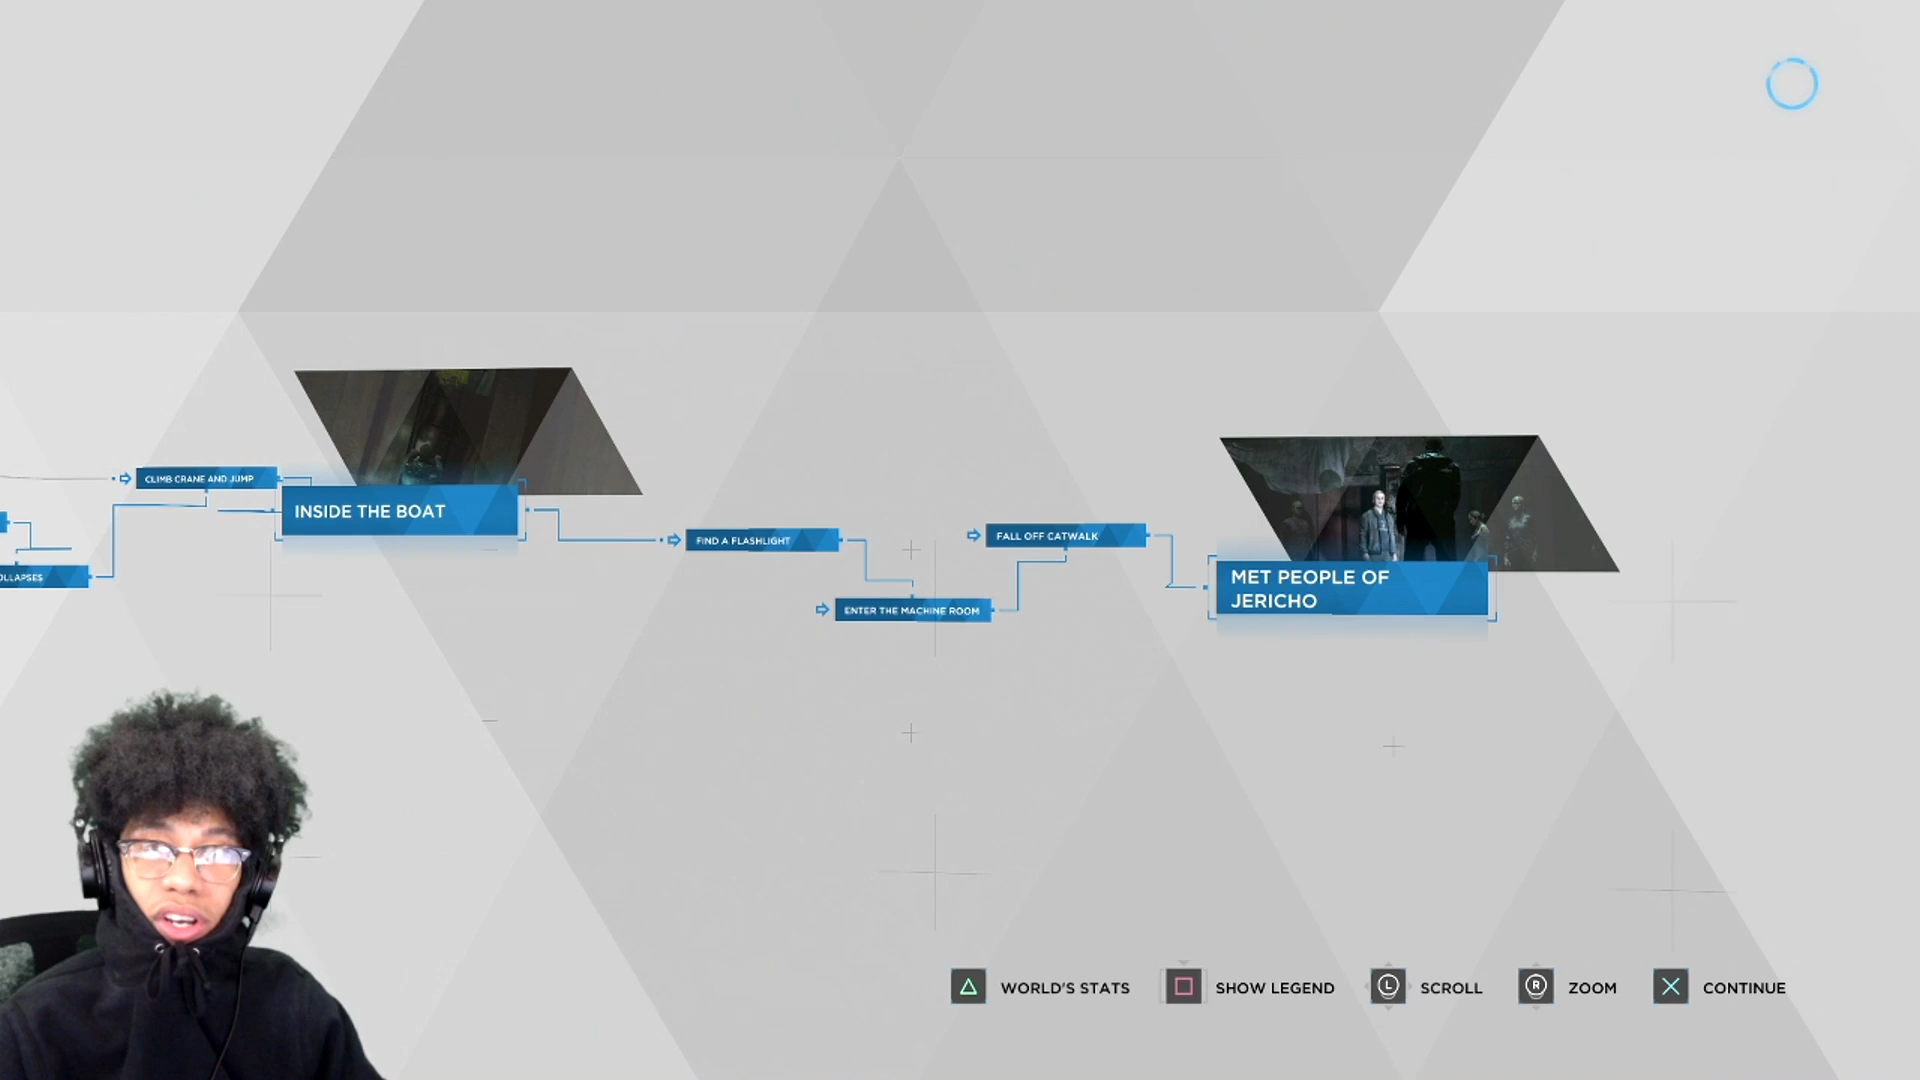 CLIMB CRANE AND JUMP
INSIDE THE BOAT
OLLAPSES
FIND A FLASHLIGHT
ENTER THE MACHINE ROOM
FALL OFF CATWALK
MET PEOPLE OF
JERICHO
WORLD'S STATS
SHOW LEGEND
L
SCROLL
R
ZOOM
CONTINUE